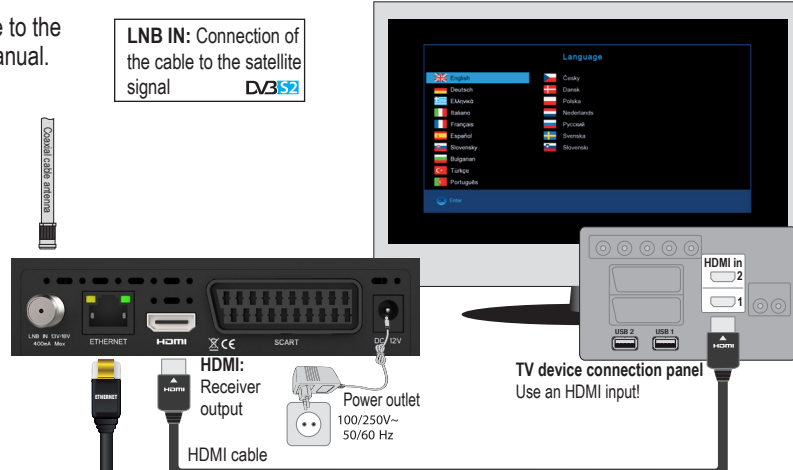 e to the
anual.
LNB IN: Connection of
the cable to the satellite
signal
DVB S2
Language
English
Deutsch
Ελληνικά
Italiano
Français
Español
Slovensky
Bulgarian
Türkçe
Português
Česky
Dansk
Polska
Nederlands
Русский
Svenska
Slovenski
Enter
Coaxial cable antenna
LNB IN 13V-18V
400mA Max
ETHERNET
HDMI
CE
SCART
DC 12V
ETHERNET
HDMI
HDMI:
Receiver
output
HDMI cable
Power outlet
100/250V~
50/60 Hz
HDMI in
2
1
USB 2
USB 1
HDMI
TV device connection panel
Use an HDMI input!